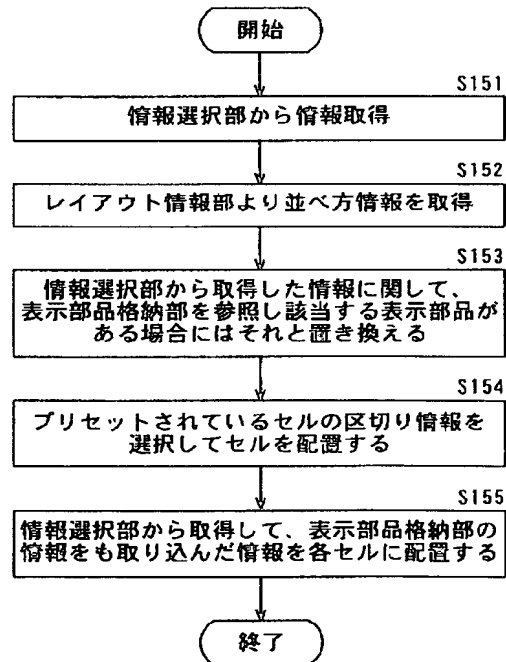 開始
S151
情報選択部から情報取得
S152
レイアウト情報部より並べ方情報を取得
S153
情報選択部から取得した情報に関して、
表示部品格納部を参照し該当する表示部品が
ある場合にはそれと置き換える
S154
プリセットされているセルの区切り情報を
選択してセルを配置する
S155
情報選択部から取得して、表示部品格納部の
情報をも取り込んだ情報を各セルに配置する
終了